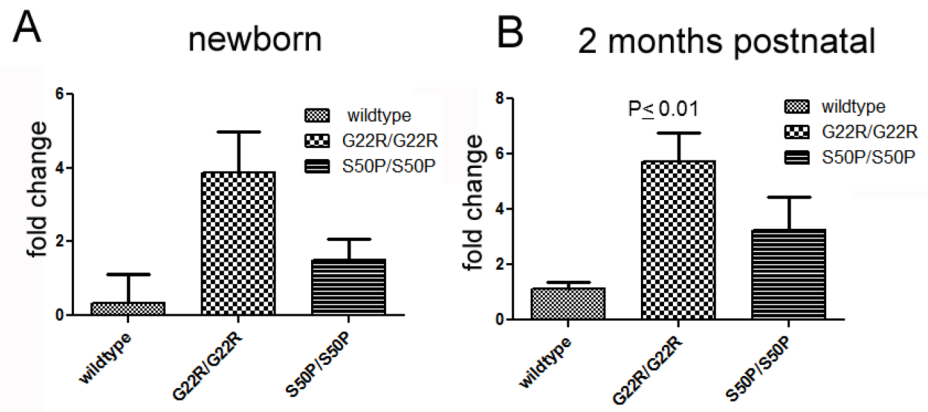 A
newborn
fold change
6
4
2
0
wildtype
G22R/G22R
S50P/S50P
wildtype
G22R/G22R
S50P/S50P
B
2 months postnatal
fold change
8
6
4
2
0
P≤ 0.01
wildtype
G22R/G22R
S50P/S50P
wildtype
G22R/G22R
S50P/S50P